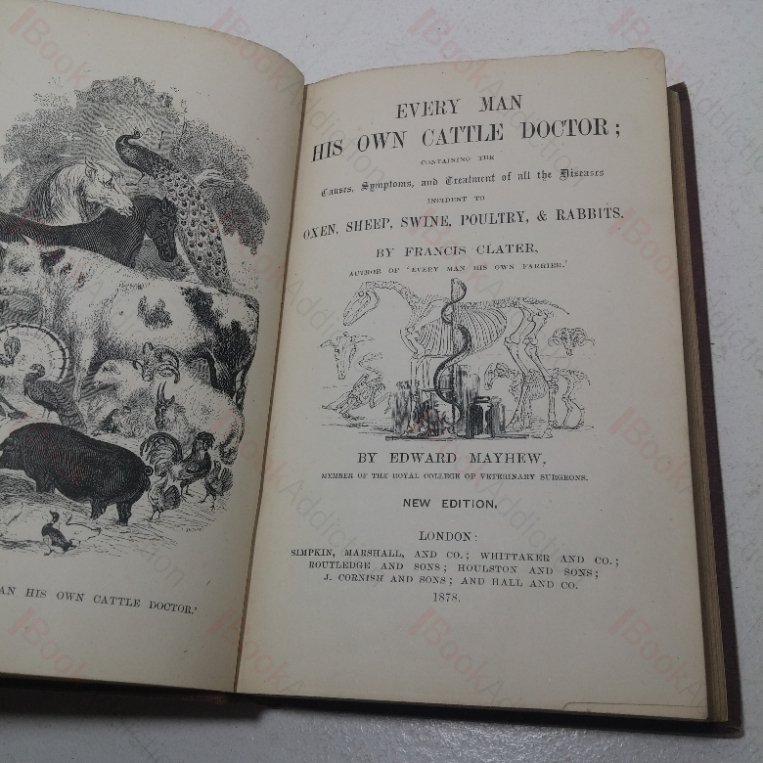 AN HIS OWN CATTLE DOCTOR.'
EVERY MAN
HIS OWN CATTLE DOCTOR;
CONTAINING THE
Causes, Symptoms, and Treatment of all the Diseases
INCIDENT TO
OXEN, SHEEP, SWINE, POULTRY, & RABBITS.
BY FRANCIS CLATER,
AUTHOR OF 'EVERY MAN HIS OWN FARRIER.'
BY EDWARD MAYHEW,
MEMBER OF THE ROYAL COLLEGE OF VETERINARY SURGEONS.
NEW EDITION.
LONDON:
SIMPKIN, MARSHALL, AND CO.; WHITTAKER AND CO.;
ROUTLEDGE AND SONS; HOULSTON AND SONS;
J. CORNISH AND SONS; AND HALL AND CO.
1878.
BookAddiction